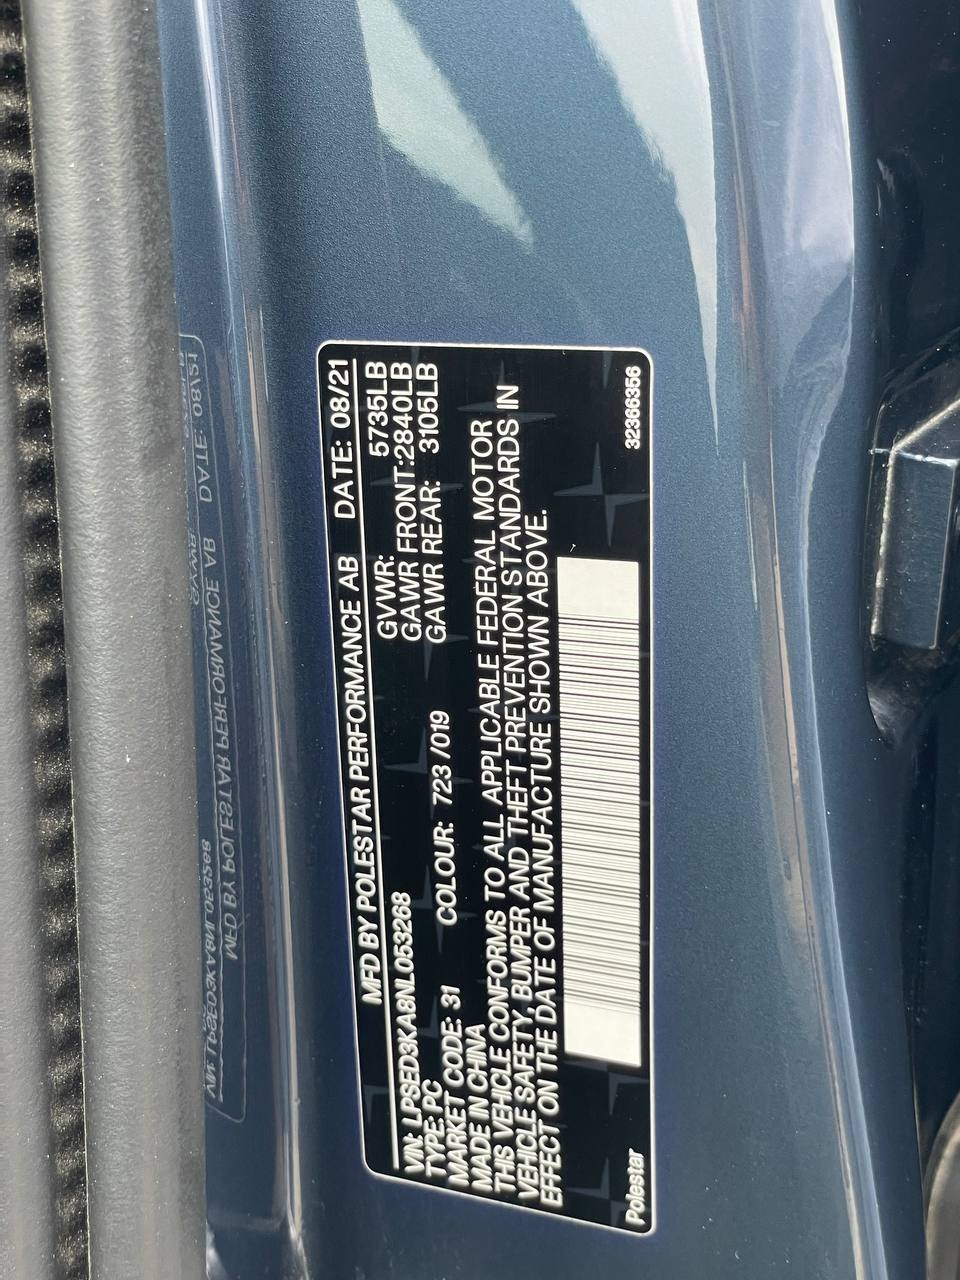 MFD BY POLESTAR PERFORMANCE AB DATE: 08/21
VIN: LPSED3KA8NL053268 GVWR: 5735LB
TYPE: PC GAWR FRONT:2840LB
MARKET CODE: 31 COLOUR: 723 /019 GAWR REAR: 3105LB
MADE IN CHINA
THIS VEHICLE CONFORMS TO ALL APPLICABLE FEDERAL MOTOR
VEHICLE SAFETY, BUMPER AND THEFT PREVENTION STANDARDS IN
EFFECT ON THE DATE OF MANUFACTURE SHOWN ABOVE.
Polestar 32366356